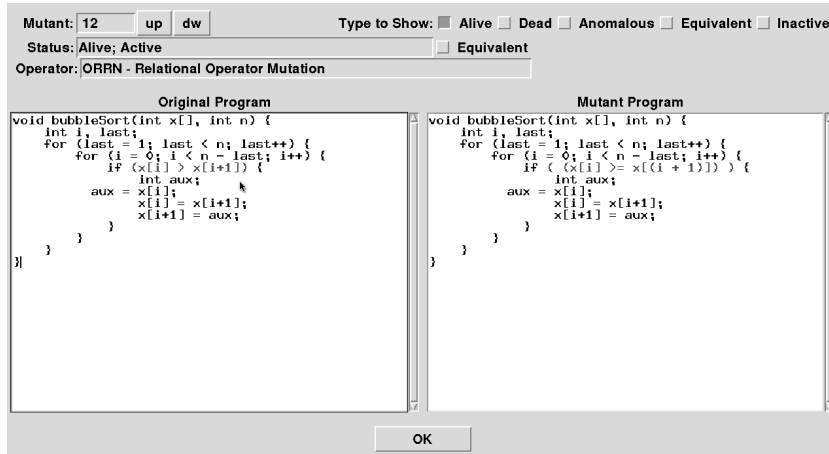 Mutant: 12 up dw Type to Show: Alive Dead Anomalous Equivalent Inactive
Status: Alive; Active Equivalent
Operator: ORRN - Relational Operator Mutation
Original Program
void bubbleSort(int x[], int n) {
    int i, last;
    for (last = 1; last < n; last++) {
        for (i = 0; i < n - last; i++) {
            if (x[i] > x[i+1]) {
                int aux;
          aux = x[i];
                x[i] = x[i+1];
                x[i+1] = aux;
            }
        }
    }
}
Mutant Program
void bubbleSort(int x[], int n) {
    int i, last;
    for (last = 1; last < n; last++) {
        for (i = 0; i < n - last; i++) {
            if ( (x[i] >= x[(i + 1)]) ) {
                int aux;
          aux = x[i];
                x[i] = x[i+1];
                x[i+1] = aux;
            }
        }
    }
}
OK